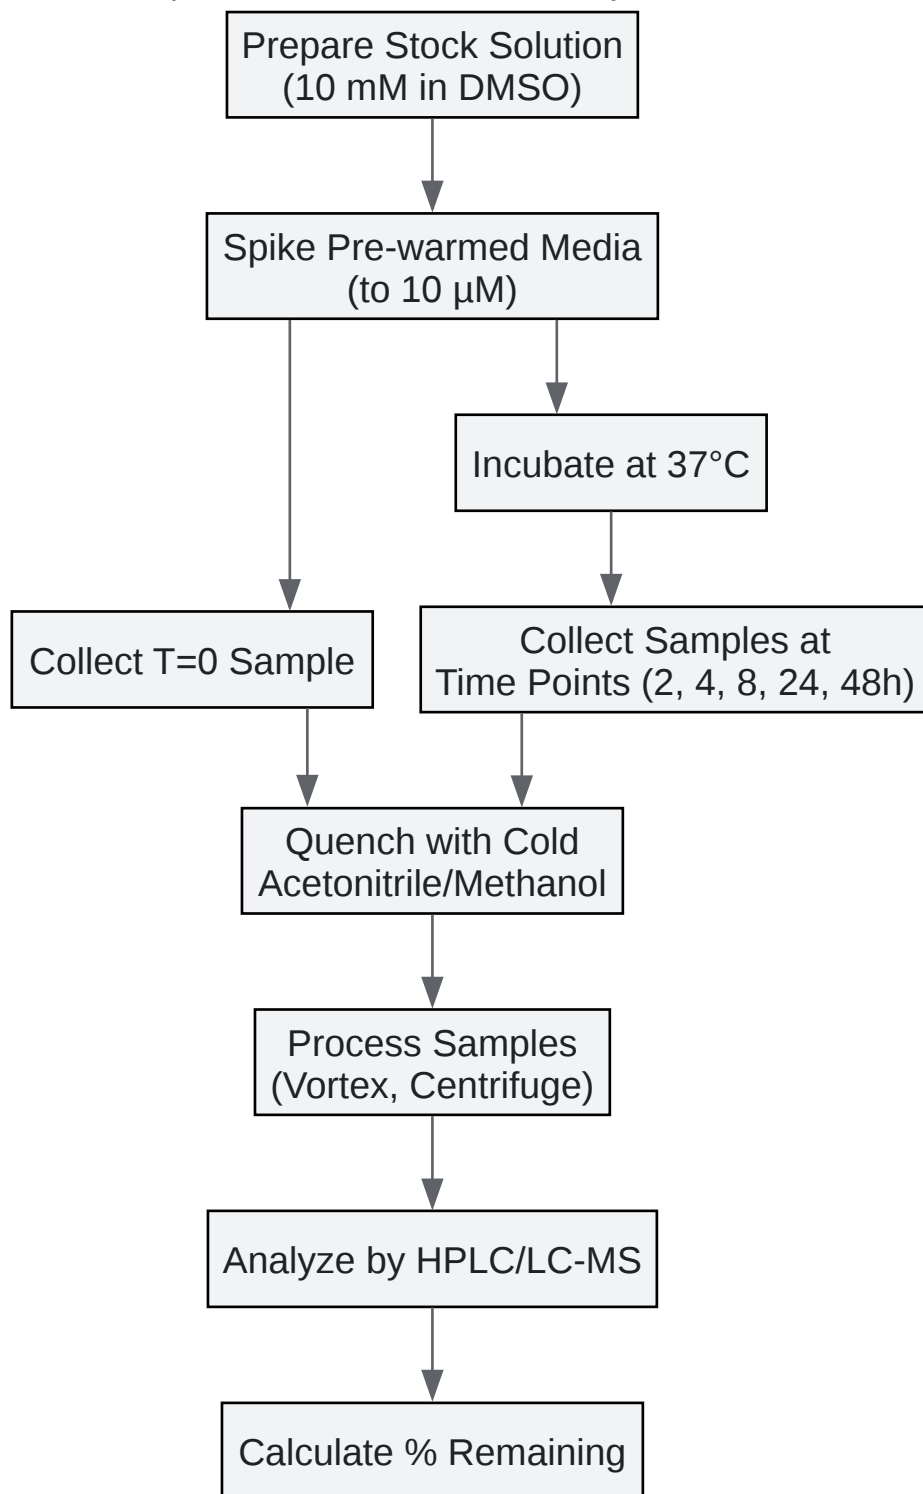 Prepare Stock Solution
(10 mM in DMSO)
Spike Pre-warmed Media
(to 10 µM)
Incubate at 37°C
Collect T=0 Sample
Collect Samples at
Time Points (2, 4, 8, 24, 48h)
Quench with Cold
Acetonitrile/Methanol
Process Samples
(Vortex, Centrifuge)
Analyze by HPLC/LC-MS
Calculate % Remaining